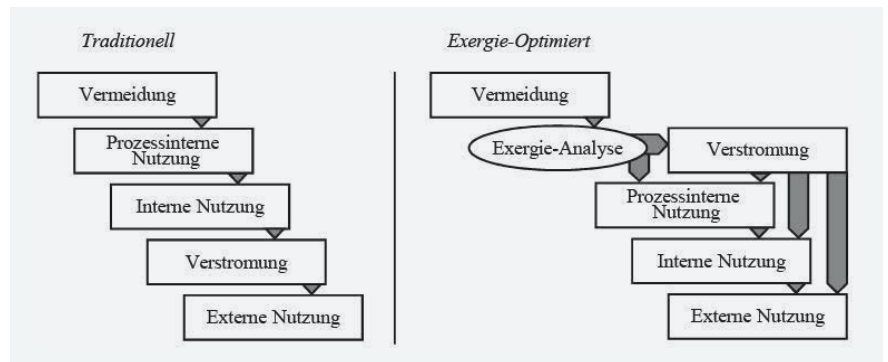 Traditionell
Vermeidung
Prozessinterne
Nutzung
Interne Nutzung
Verstromung
Externe Nutzung
Exergie-Optimiert
Vermeidung
Exergie-Analyse
Verstromung
Prozessinterne
Nutzung
Interne Nutzung
Externe Nutzung